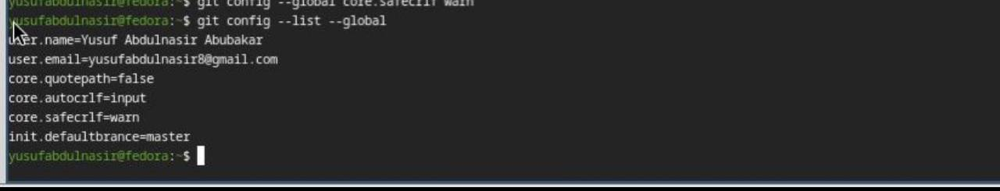 yusufabdulnasir@fedora:~$ git config --global core.safecrlf warn
yusufabdulnasir@fedora:~$ git config --list --global
user.name=Yusuf Abdulnasir Abubakar
user.email=yusufabdulnasir8@gmail.com
core.quotepath=false
core.autocrlf=input
core.safecrlf=warn
init.defaultbrance=master
yusufabdulnasir@fedora:~$